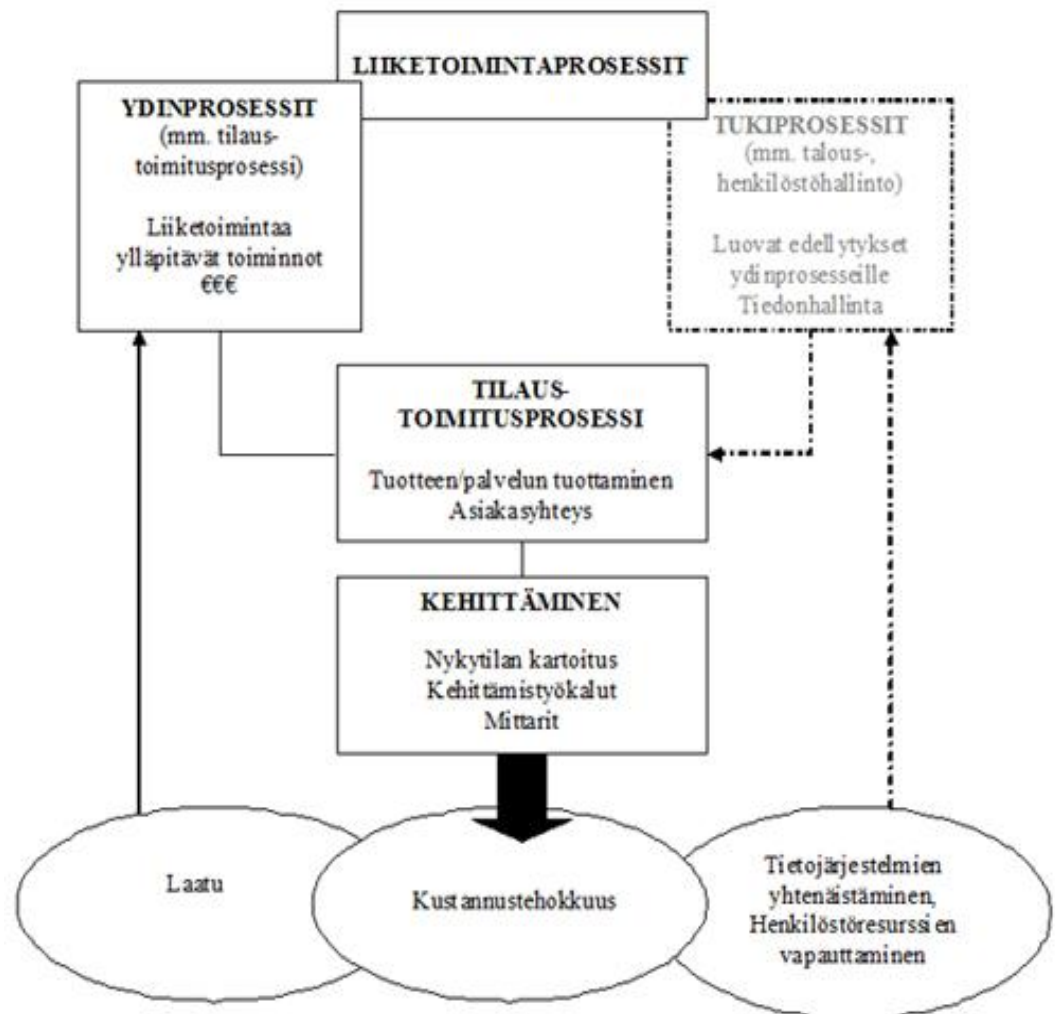 LIIKETOIMINTAPROSESSIT
YDINPROSESSIT
(mm. tilaus-
toimitusprosessi)
Liiketoimintaa
ylläpitävät toiminnot
€€€
TUKIPROSESSIT
(mm. talous-,
henkilöstöhallinto)
Luovat edellytykset
ydinprosesseille
Tiedonhallinta
TILAUS-
TOIMITUSPROSESSI
Tuotteen/palvelun tuottaminen
Asiakasyhteys
KEHITTÄMINEN
Nykytilan kartoitus
Kehittämistyökalut
Mittarit
Laatu
Kustannustehokkuus
Tietojärjestelmien
yhtenäistäminen,
Henkilöstöresurssien
vapauttaminen